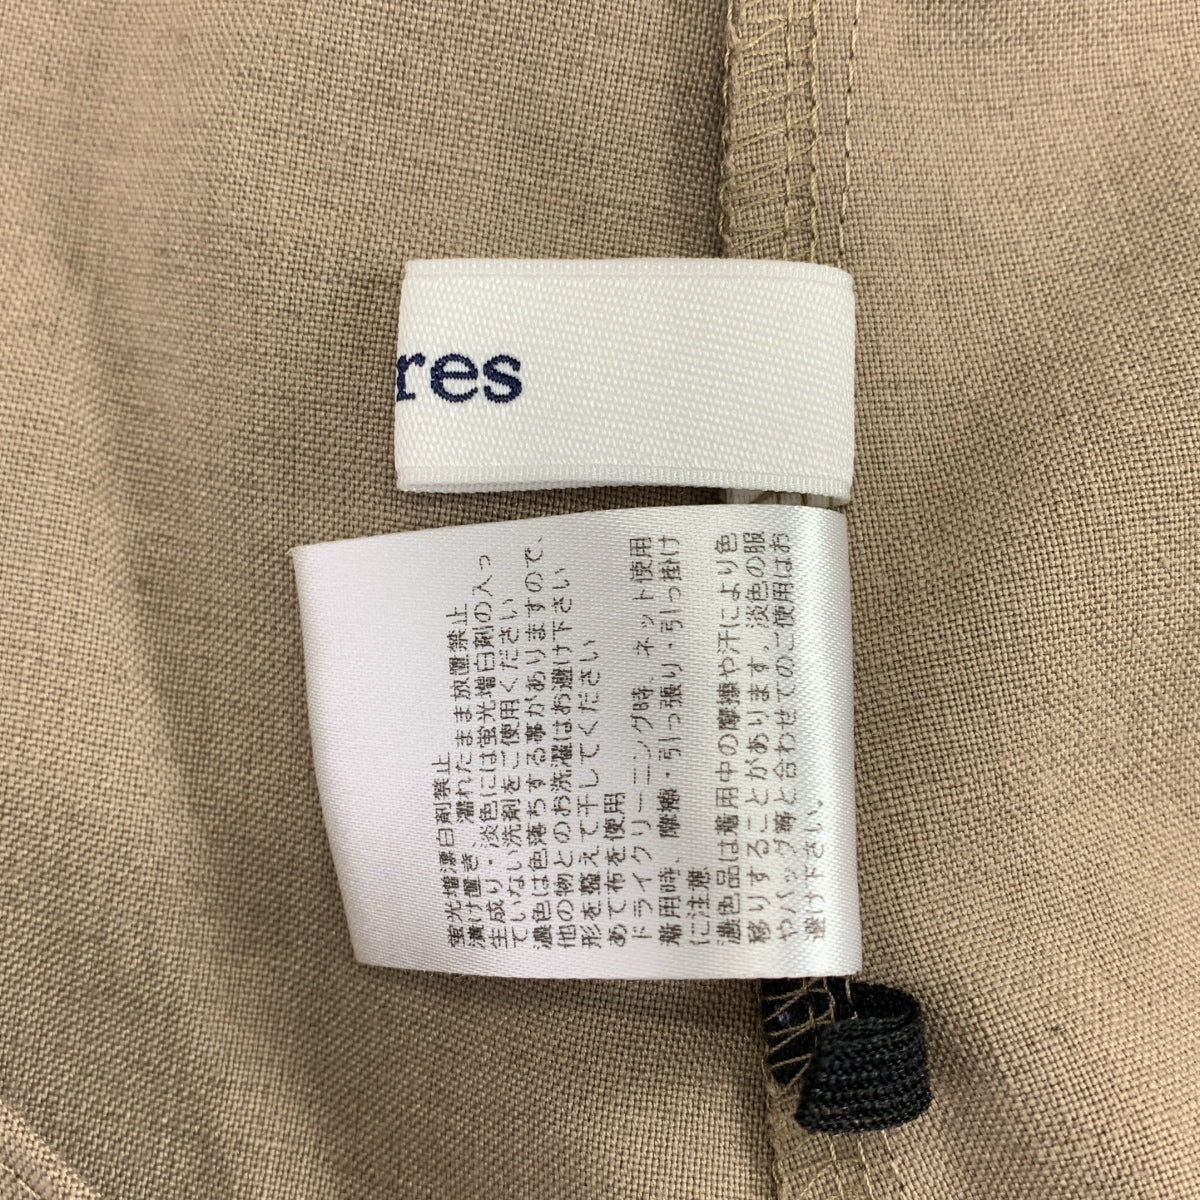 res
蛍光増漂白剤禁止
漬け置き、濡れたまま放置禁止
生成り・淡色には蛍光増白剤の入っ
ていない洗剤をご使用ください
濃色は色落ちする事がありますので、
他の物とのお洗濯はお避け下さい
形を整えて干してください
あて布を使用
ドライクリーニング時、ネット使用
着用時、摩擦・引っ張り・引っ掛け
に注意
濃色品は着用中の摩擦や汗により色
移りすることがあります。淡色の服
やバッグ等と合わせてのご使用はお
避け下さい。